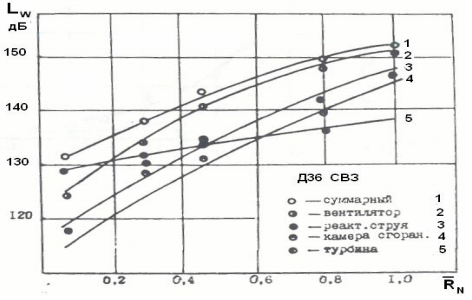 L_W
дБ
150
140
130
120
1
2
3
4
5
Д36 СВЗ
○ — суммарный 1
— вентилятор 2
— реакт.струя 3
— камера сгоран. 4
— турбина 5
0,2 0,4 0,6 0,8 1.0 R̅_N